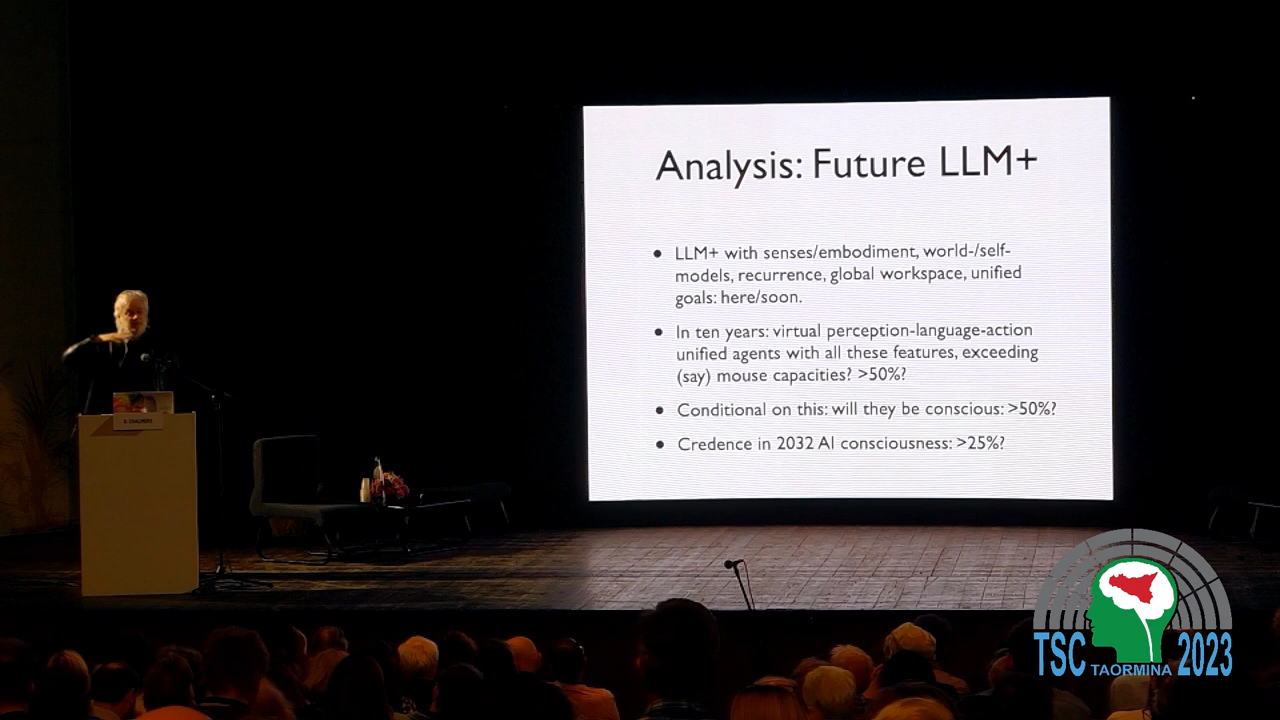 Analysis: Future LLM+
• LLM+ with senses/embodiment, world-/self-
models, recurrence, global workspace, unified
goals: here/soon.
• In ten years: virtual perception-language-action
unified agents with all these features, exceeding
(say) mouse capacities? >50%?
• Conditional on this: will they be conscious: >50%?
• Credence in 2032 AI consciousness: >25%?
D. CHALMERS
TSC TAORMINA 2023